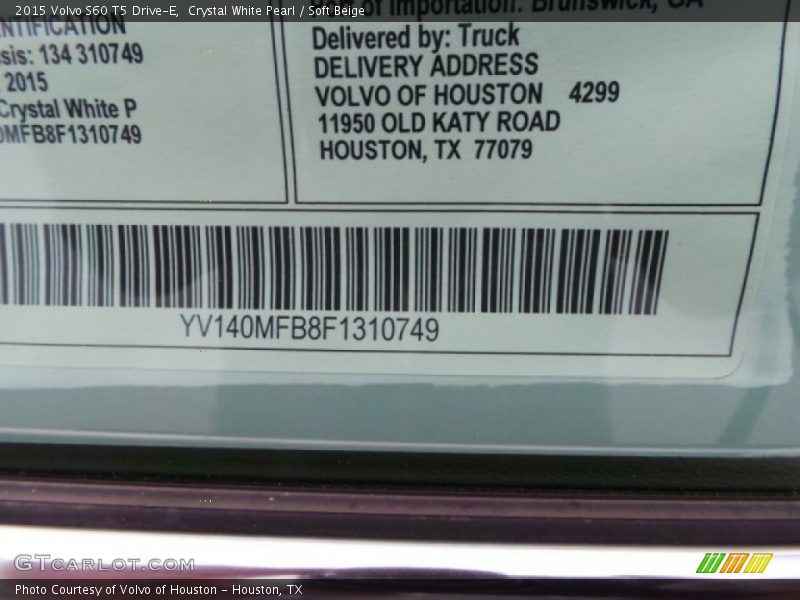 2015 Volvo S60 T5 Drive-E, Crystal White Pearl / Soft Beige
of Importation: Brunswick, GA
Delivered by: Truck
DELIVERY ADDRESS
VOLVO OF HOUSTON 4299
11950 OLD KATY ROAD
HOUSTON, TX 77079
ENTIFICATION
sis: 134 310749
2015
Crystal White P
0MFB8F1310749
YV140MFB8F1310749
GTCarLot.com
Photo Courtesy of Volvo of Houston - Houston, TX